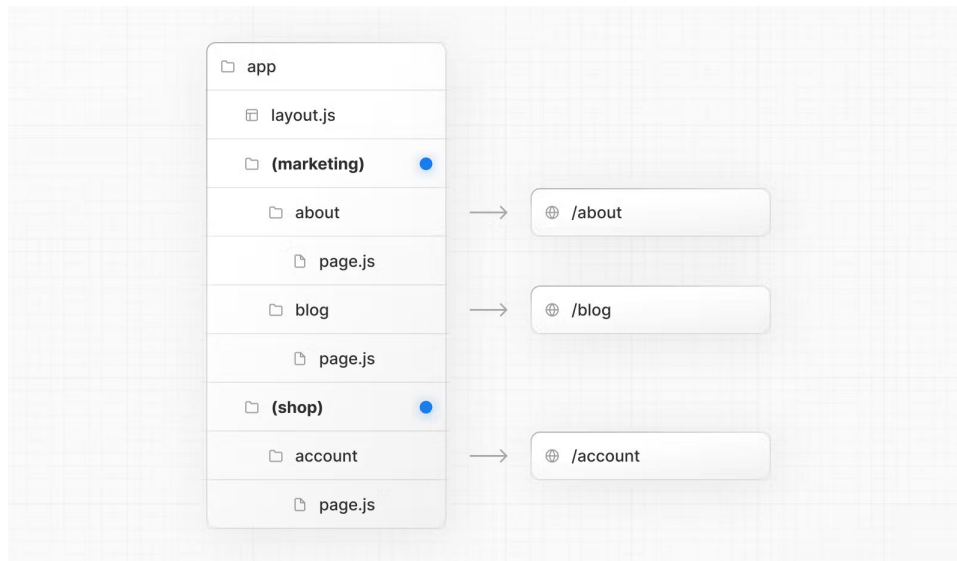 app
layout.js
(marketing)
about
/about
page.js
blog
/blog
page.js
(shop)
account
/account
page.js